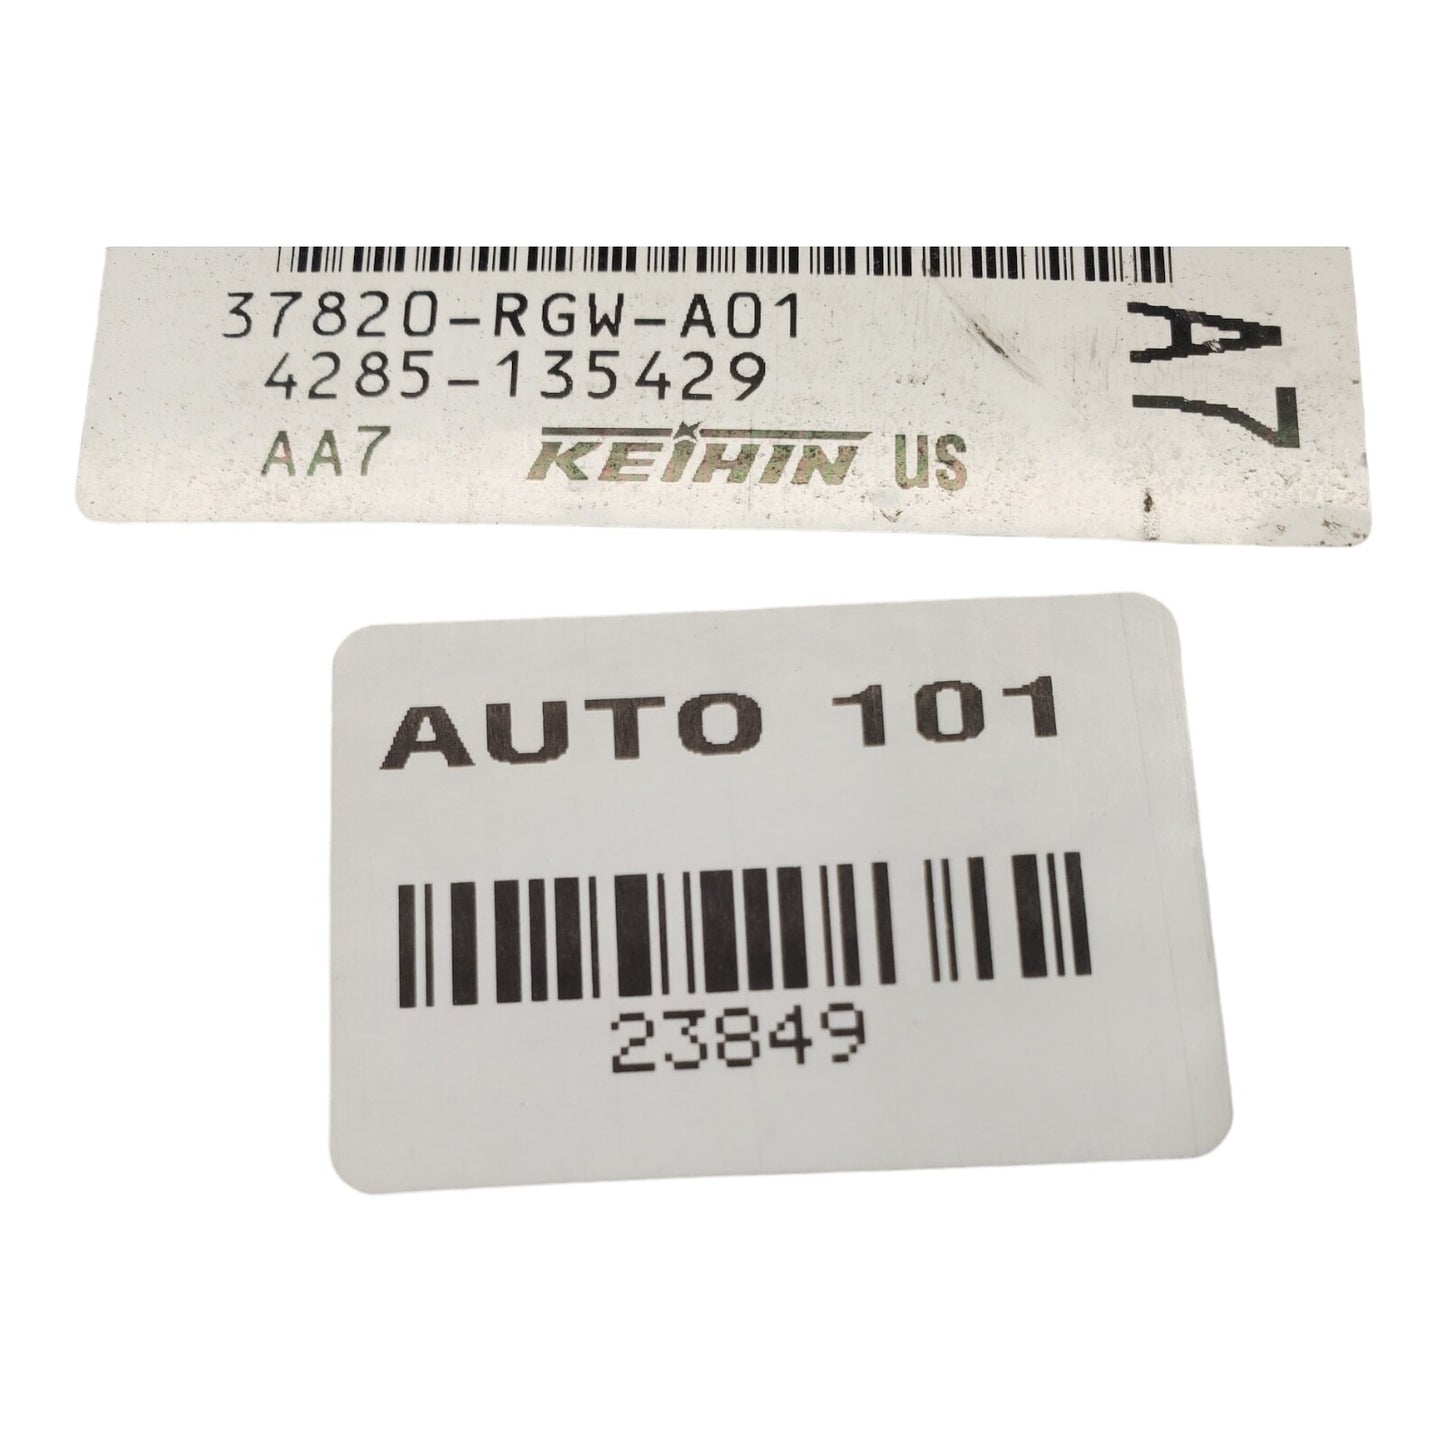 37820-RGW-A01
4285-135429
AA7 KEIHIN US
A7
AUTO 101
23849